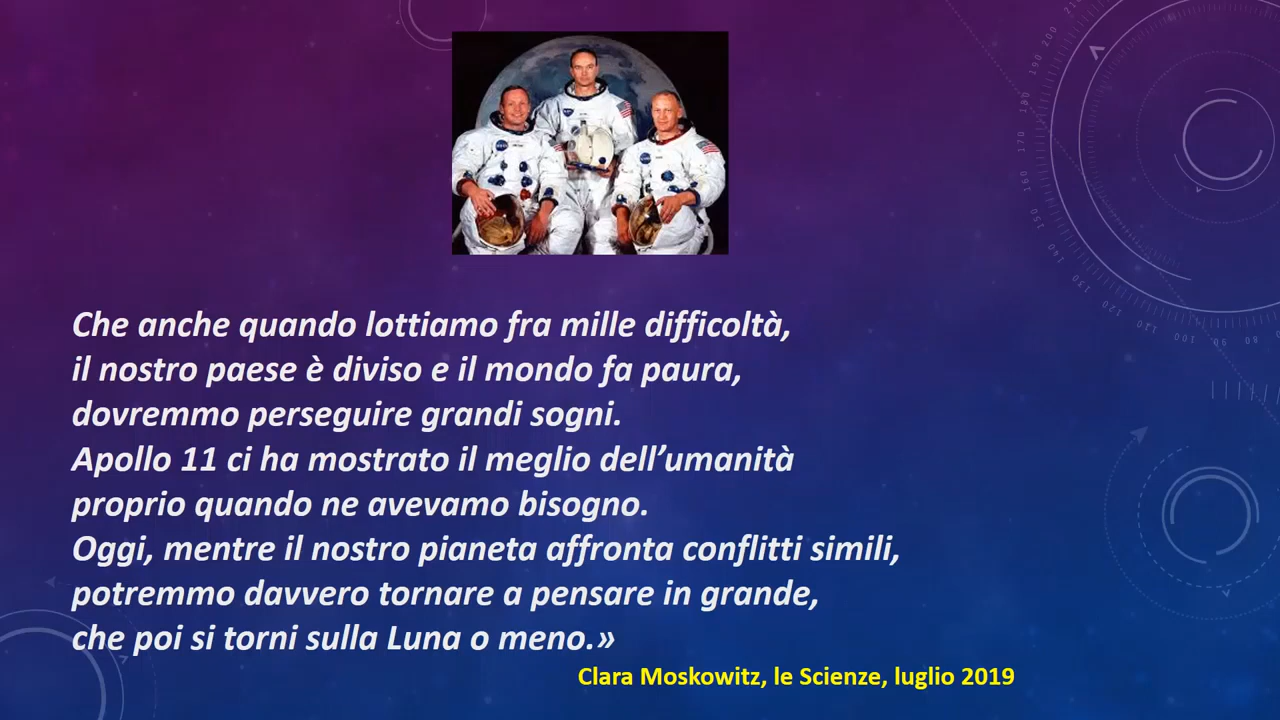 Che anche quando lottiamo fra mille difficoltà,
il nostro paese è diviso e il mondo fa paura,
dovremmo perseguire grandi sogni.
Apollo 11 ci ha mostrato il meglio dell’umanità
proprio quando ne avevamo bisogno.
Oggi, mentre il nostro pianeta affronta conflitti simili,
potremmo davvero tornare a pensare in grande,
che poi si torni sulla Luna o meno.»
Clara Moskowitz, le Scienze, luglio 2019